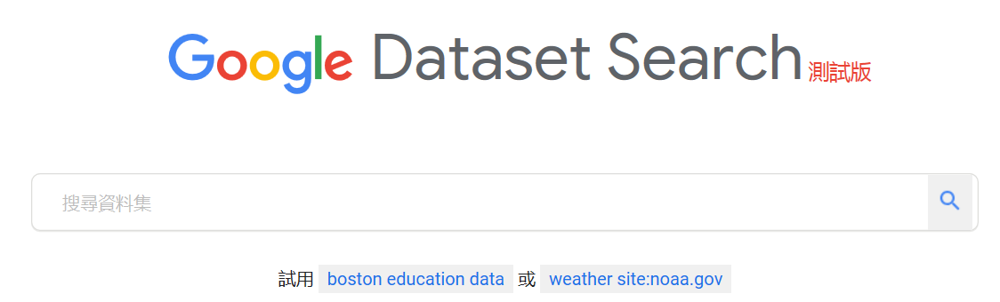 Google Dataset Search 測試版
搜尋資料集
試用 boston education data 或 weather site:noaa.gov